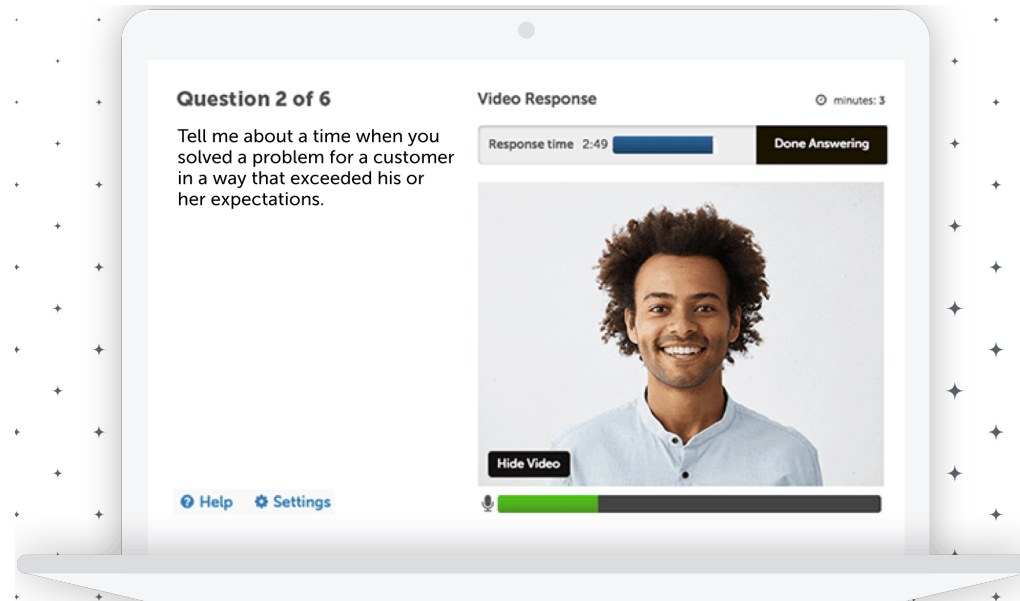 Question 2 of 6
Tell me about a time when you
solved a problem for a customer
in a way that exceeded his or
her expectations.
Help
Settings
Video Response
minutes: 3
Response time 2:49
Done Answering
Hide Video